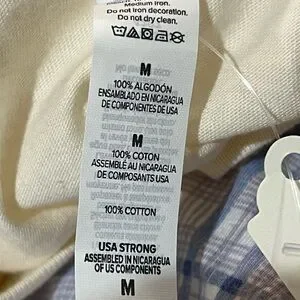 Medium iron.
Do not iron decoration.
Do not dry clean.
M
100% ALGODÓN
ENSAMBLADO EN NICARAGUA
DE COMPONENTES DE USA
M
100% COTON
ASSEMBLÉ AU NICARAGUA
DE COMPOSANTS USA
100% COTTON
USA STRONG
ASSEMBLED IN NICARAGUA
OF US COMPONENTS
M